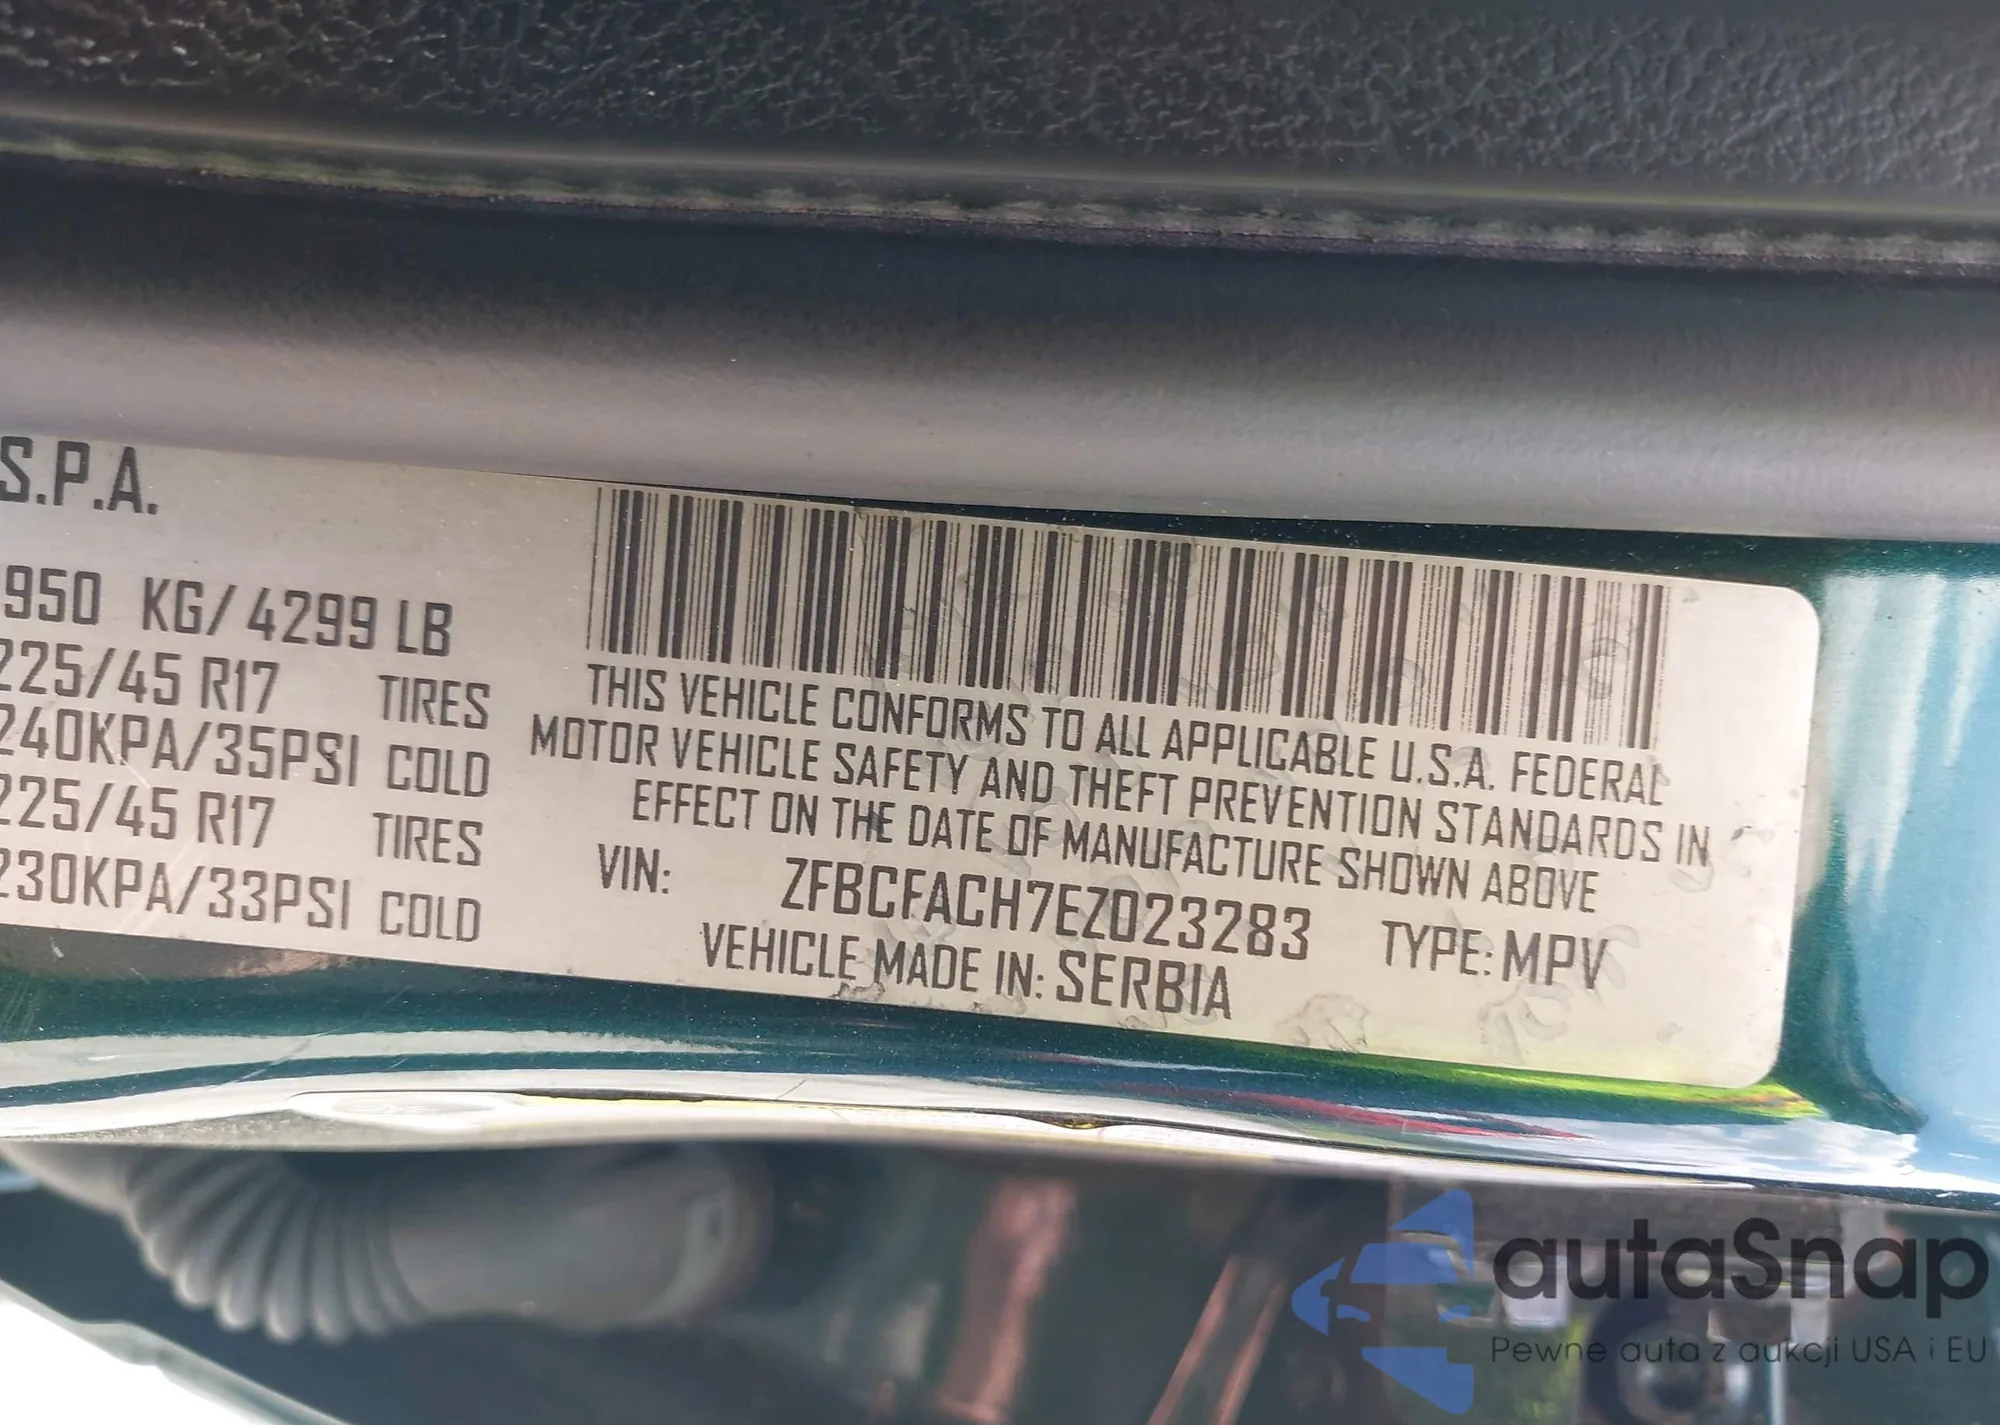 S.P.A.
950 KG/ 4299 LB
225/45 R17 TIRES
240KPA/35PSI COLD
225/45 R17 TIRES
230KPA/33PSI COLD
THIS VEHICLE CONFORMS TO ALL APPLICABLE U.S.A. FEDERAL
MOTOR VEHICLE SAFETY AND THEFT PREVENTION STANDARDS IN
EFFECT ON THE DATE OF MANUFACTURE SHOWN ABOVE
VIN: ZFBCFACH7EZ023283 TYPE: MPV
VEHICLE MADE IN: SERBIA
autaSnap
Pewne auta z aukcji USA i EU